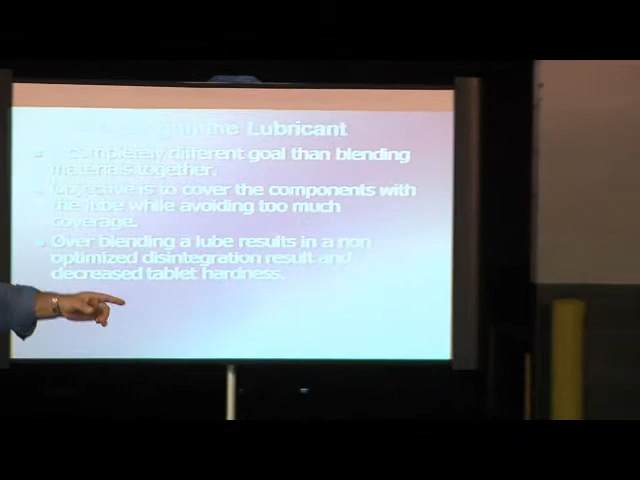 the Lubricant
completely different goal than blending
materials together.
Objective is to cover the components with
the lube while avoiding too much
coverage.
Over blending a lube results in a non
optimized disintegration result and
decreased tablet hardness.